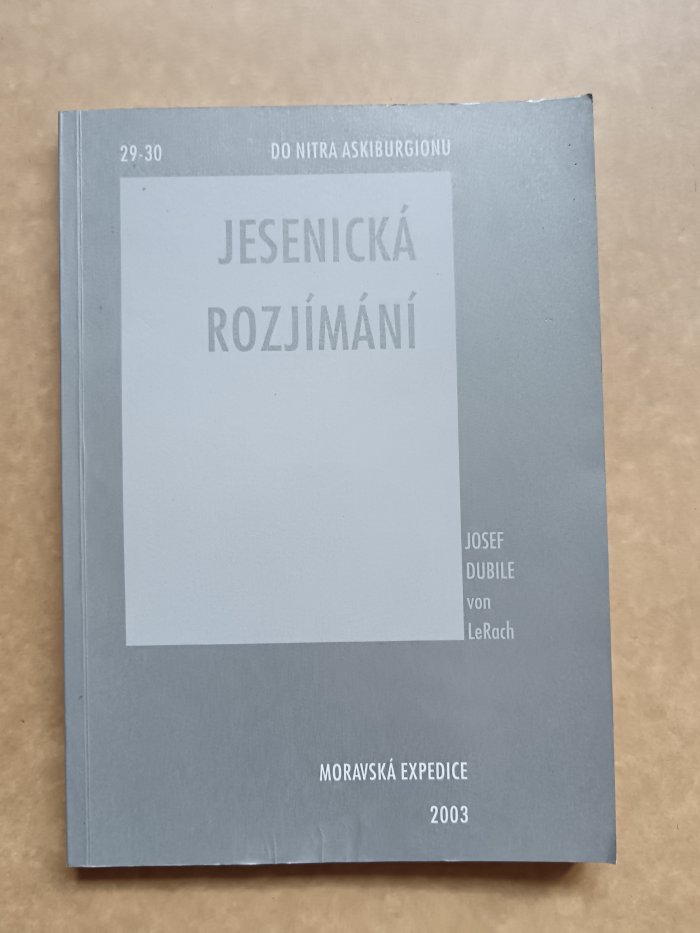 29-30 DO NITRA ASKIBURGIONU
JESENICKÁ
ROZJÍMÁNÍ
JOSEF
DUBILE
von
LeRach
MORAVSKÁ EXPEDICE
2003